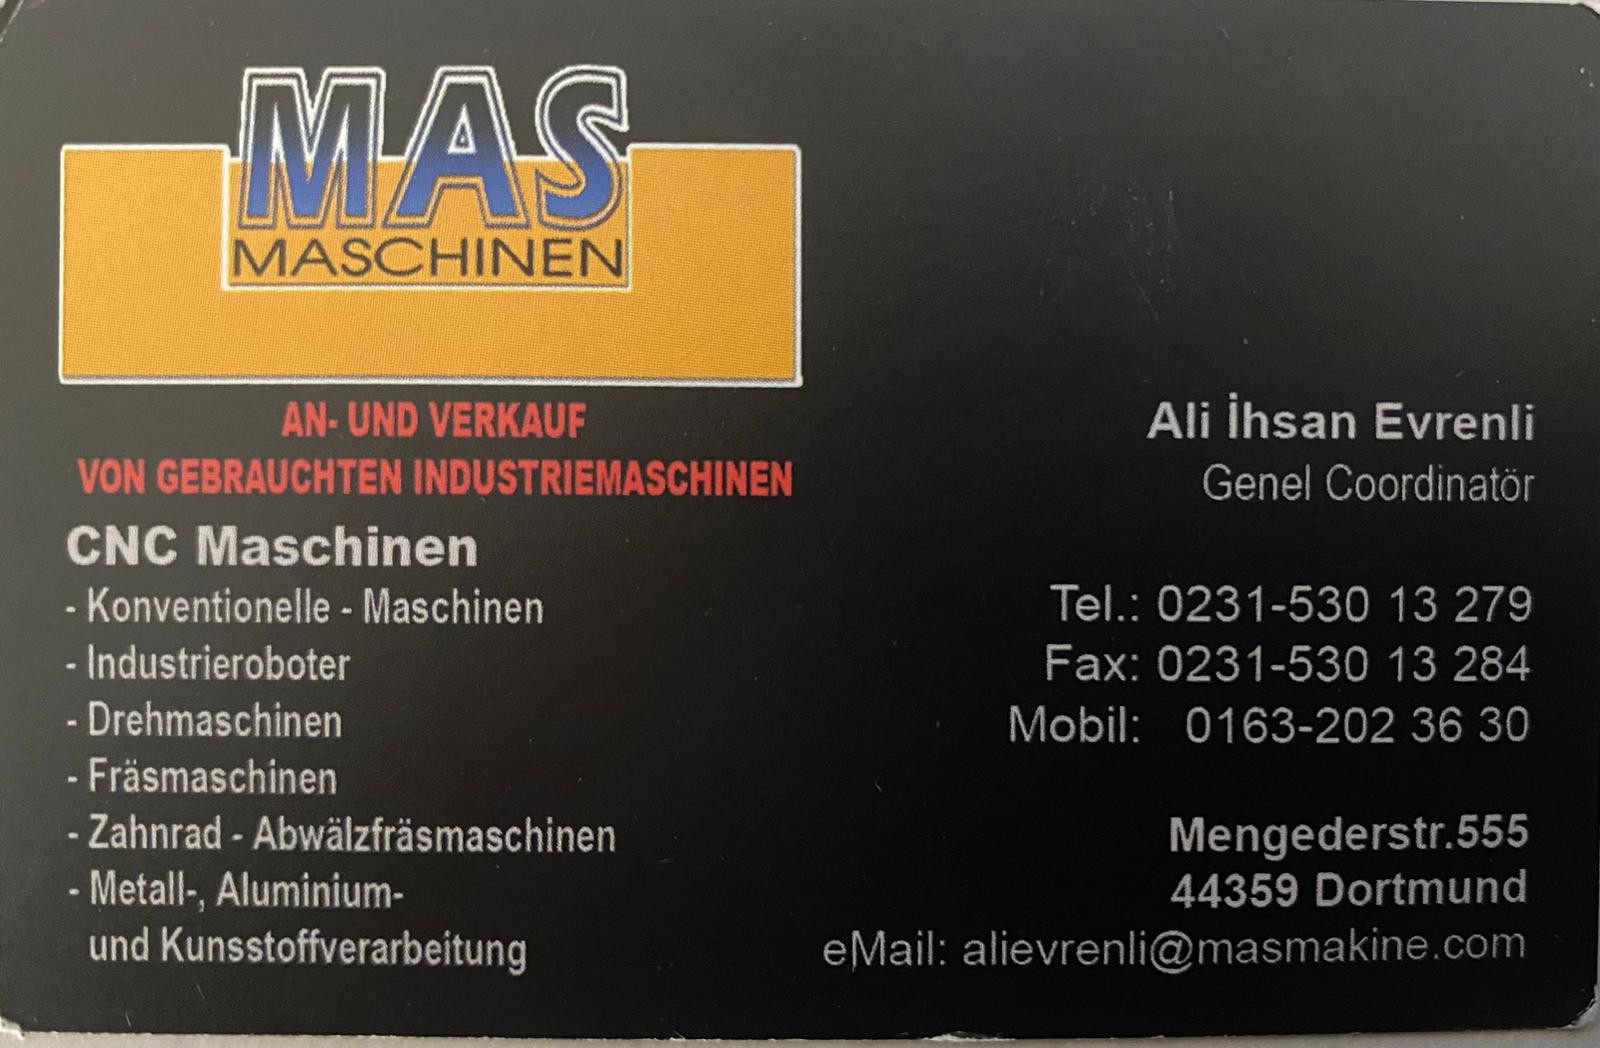 MAS
MASCHINEN
AN- UND VERKAUF
VON GEBRAUCHTEN INDUSTRIEMASCHINEN
CNC Maschinen
- Konventionelle - Maschinen
- Industrieroboter
- Drehmaschinen
- Fräsmaschinen
- Zahnrad - Abwälzfräsmaschinen
- Metall-, Aluminium-
und Kunsstoffverarbeitung
Ali İhsan Evrenli
Genel Coordinatör
Tel.: 0231-530 13 279
Fax: 0231-530 13 284
Mobil: 0163-202 36 30
Mengederstr.555
44359 Dortmund
eMail: alievrenli@masmakine.com